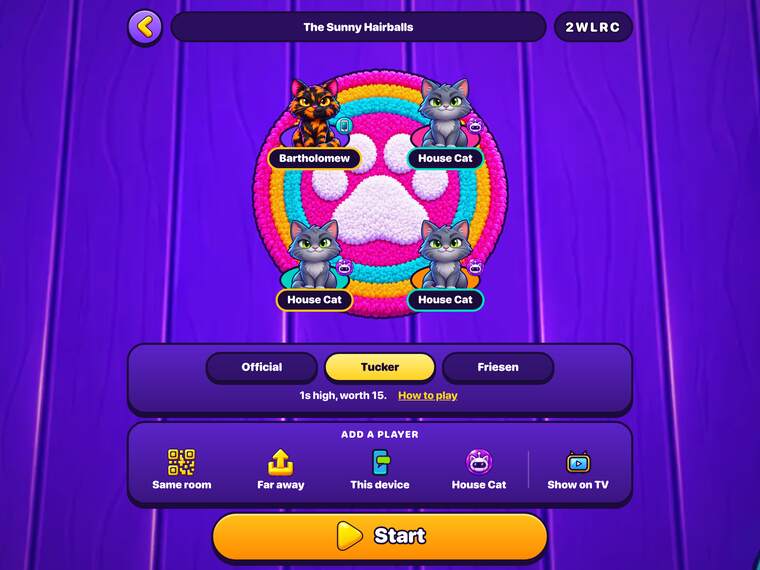 The Sunny Hairballs
2WLRC
Bartholomew
House Cat
House Cat
House Cat
Official
Tucker
Friesen
1s high, worth 15.
How to play
ADD A PLAYER
Same room
Far away
This device
House Cat
Show on TV
Start